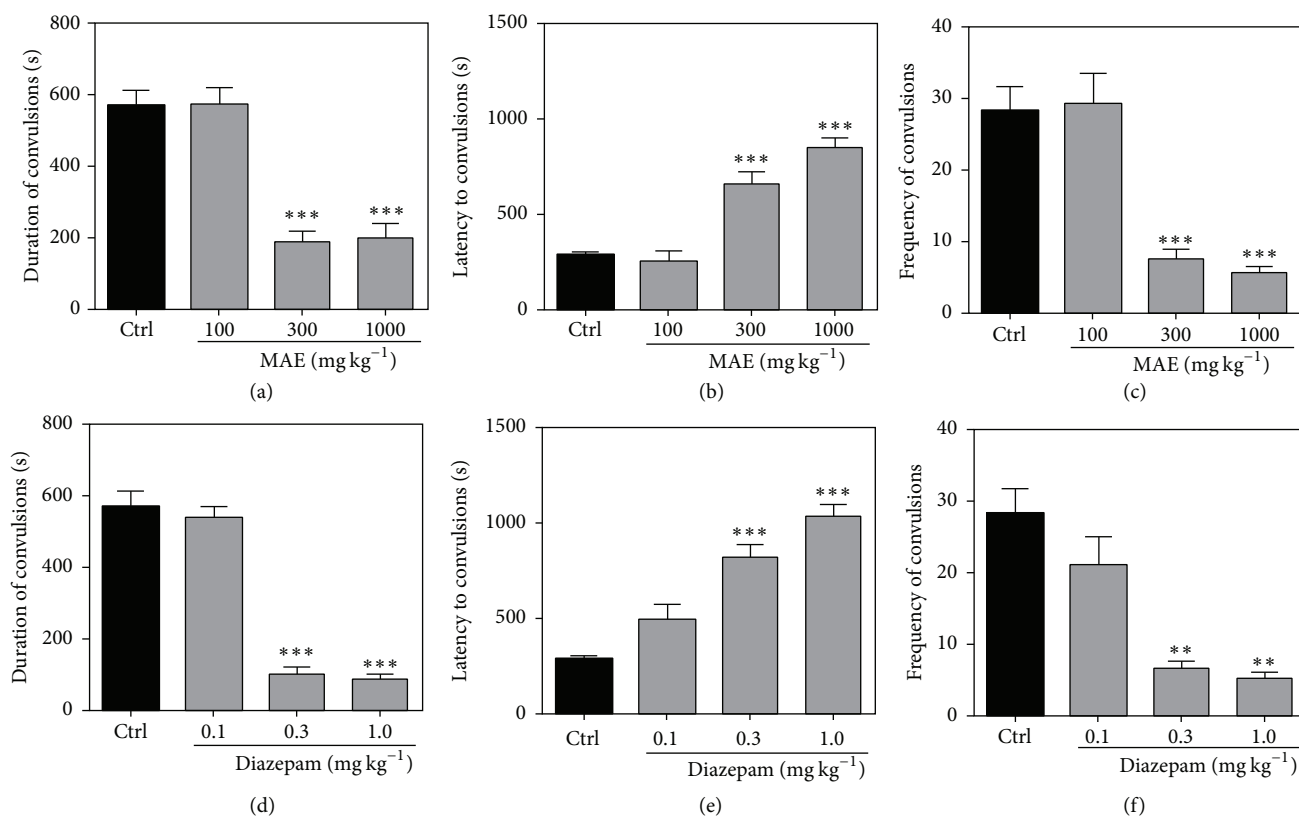 Duration of convulsions (s)
800
600
400
200
0
Ctrl
100
300
1000
MAE (mg kg⁻¹)
***
***
(a)
Latency to convulsions (s)
1500
1000
500
0
Ctrl
100
300
1000
MAE (mg kg⁻¹)
***
***
(b)
Frequency of convulsions
40
30
20
10
0
Ctrl
100
300
1000
MAE (mg kg⁻¹)
***
***
(c)
Duration of convulsions (s)
800
600
400
200
0
Ctrl
0.1
0.3
1.0
Diazepam (mg kg⁻¹)
***
***
(d)
Latency to convulsions (s)
1500
1000
500
0
Ctrl
0.1
0.3
1.0
Diazepam (mg kg⁻¹)
***
***
(e)
Frequency of convulsions
40
30
20
10
0
Ctrl
0.1
0.3
1.0
Diazepam (mg kg⁻¹)
**
**
(f)